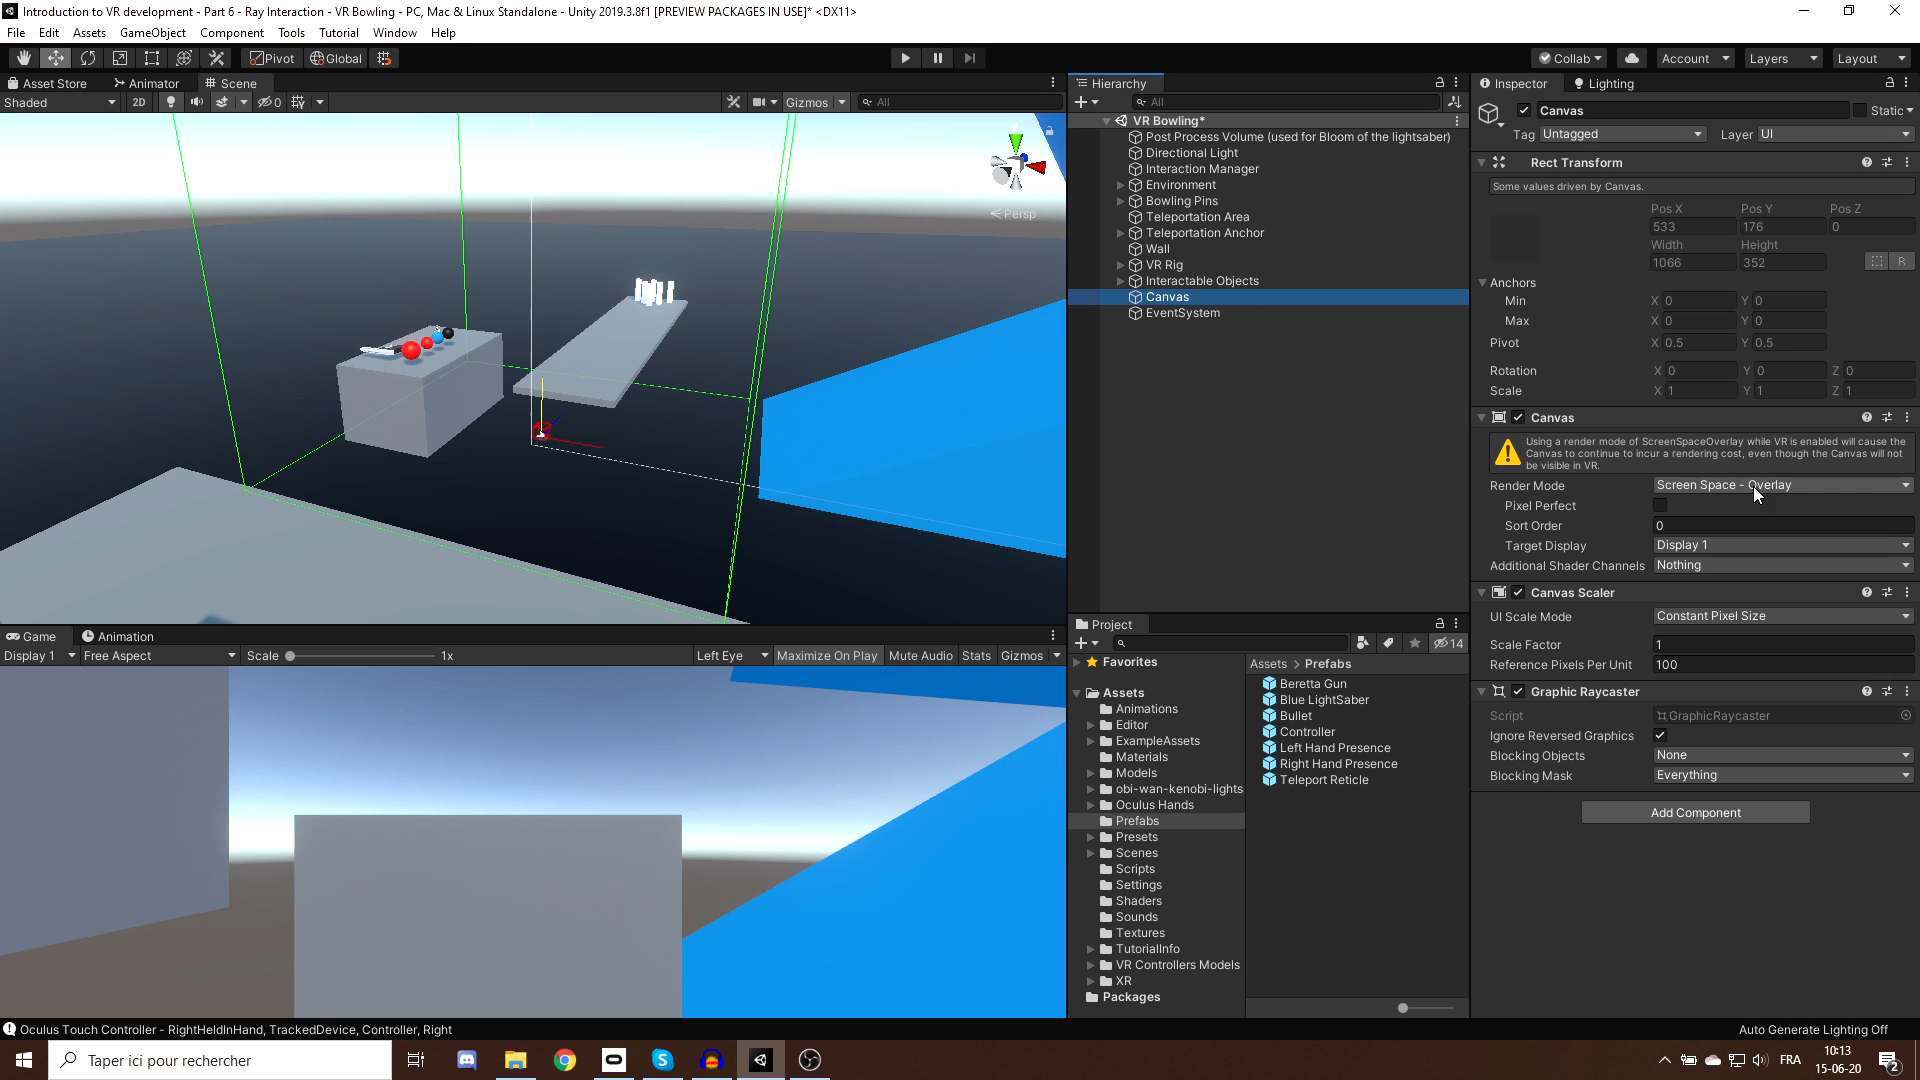 Introduction to VR development - Part 6 - Ray Interaction - VR Bowling - PC, Mac & Linux Standalone - Unity 2019.3.8f1 [PREVIEW PACKAGES IN USE]* <DX11>
File Edit Assets GameObject Component Tools Tutorial Window Help
Pivot Global Collab Account Layers Layout
Asset Store Animator Scene
Shaded 2D 0 Gizmos All
Persp
Hierarchy
All
VR Bowling*
Post Process Volume (used for Bloom of the lightsaber)
Directional Light
Interaction Manager
Environment
Bowling Pins
Teleportation Area
Teleportation Anchor
Wall
VR Rig
Interactable Objects
Canvas
EventSystem
Inspector Lighting
Canvas Static
Tag Untagged Layer UI
Rect Transform
Some values driven by Canvas.
Pos X Pos Y Pos Z
533 176 0
Width Height
1066 352 R
Anchors
Min X 0 Y 0
Max X 0 Y 0
Pivot X 0.5 Y 0.5
Rotation X 0 Y 0 Z 0
Scale X 1 Y 1 Z 1
Canvas
Using a render mode of ScreenSpaceOverlay while VR is enabled will cause the
Canvas to continue to incur a rendering cost, even though the Canvas will not
be visible in VR.
Render Mode Screen Space - Overlay
Pixel Perfect
Sort Order 0
Target Display Display 1
Additional Shader Channels Nothing
Canvas Scaler
UI Scale Mode Constant Pixel Size
Scale Factor 1
Reference Pixels Per Unit 100
Graphic Raycaster
Script GraphicRaycaster
Ignore Reversed Graphics
Blocking Objects None
Blocking Mask Everything
Add Component
Game Animation
Display 1 Free Aspect Scale 1x Left Eye Maximize On Play Mute Audio Stats Gizmos
Project
14
Favorites
Assets
Animations
Editor
ExampleAssets
Materials
Models
obi-wan-kenobi-lights
Oculus Hands
Prefabs
Presets
Scenes
Scripts
Settings
Shaders
Sounds
Textures
TutorialInfo
VR Controllers Models
XR
Packages
Assets > Prefabs
Beretta Gun
Blue LightSaber
Bullet
Controller
Left Hand Presence
Right Hand Presence
Teleport Reticle
Oculus Touch Controller - RightHeldInHand, TrackedDevice, Controller, Right
Auto Generate Lighting Off
Taper ici pour rechercher
FRA
10:13
15-06-20
2